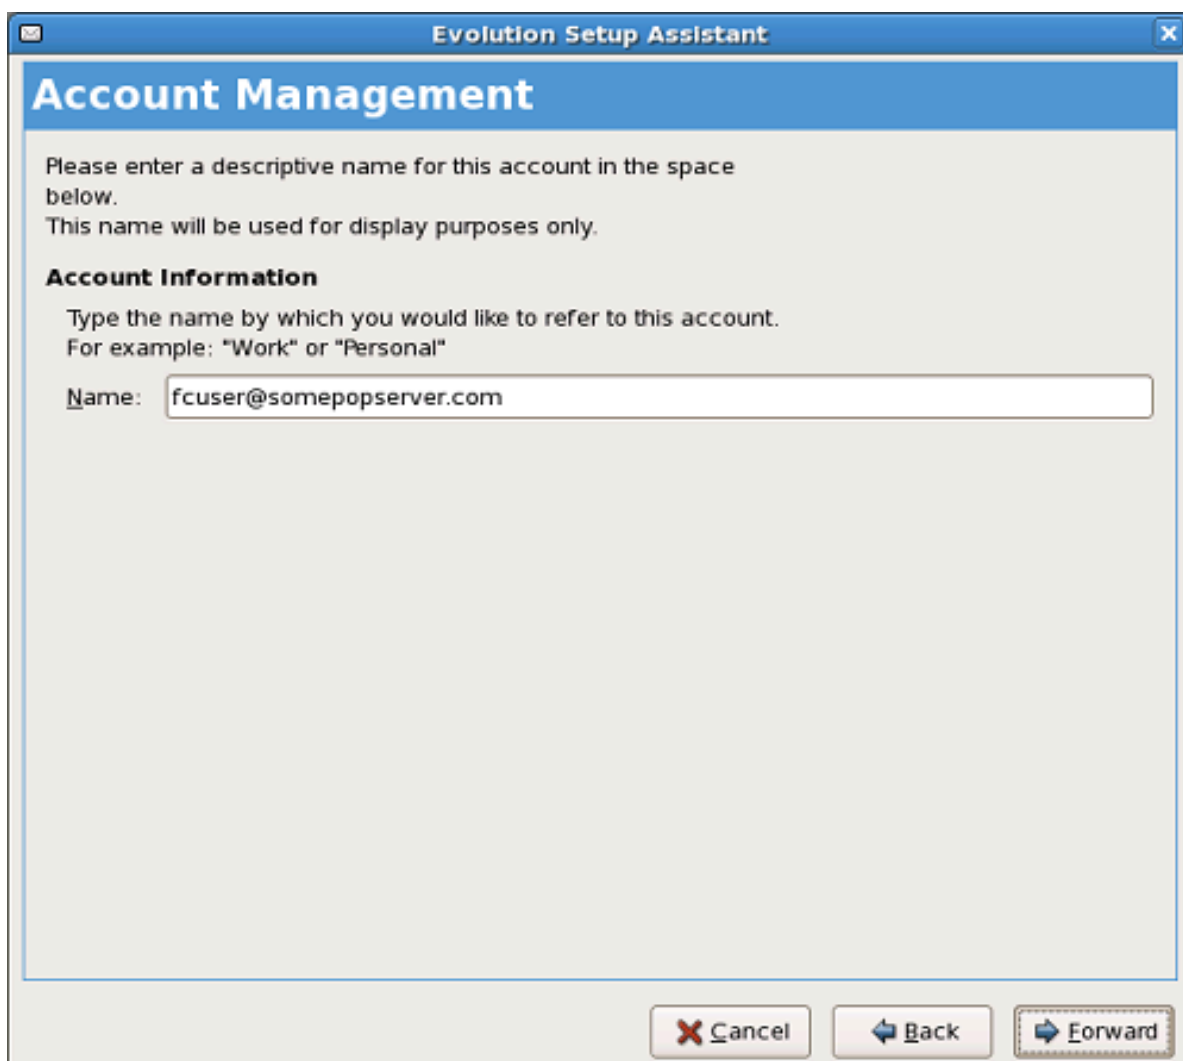 Evolution Setup Assistant
Account Management
Please enter a descriptive name for this account in the space
below.
This name will be used for display purposes only.
Account Information
Type the name by which you would like to refer to this account.
For example: "Work" or "Personal"
Name: fcuser@somepopserver.com
Cancel Back Forward